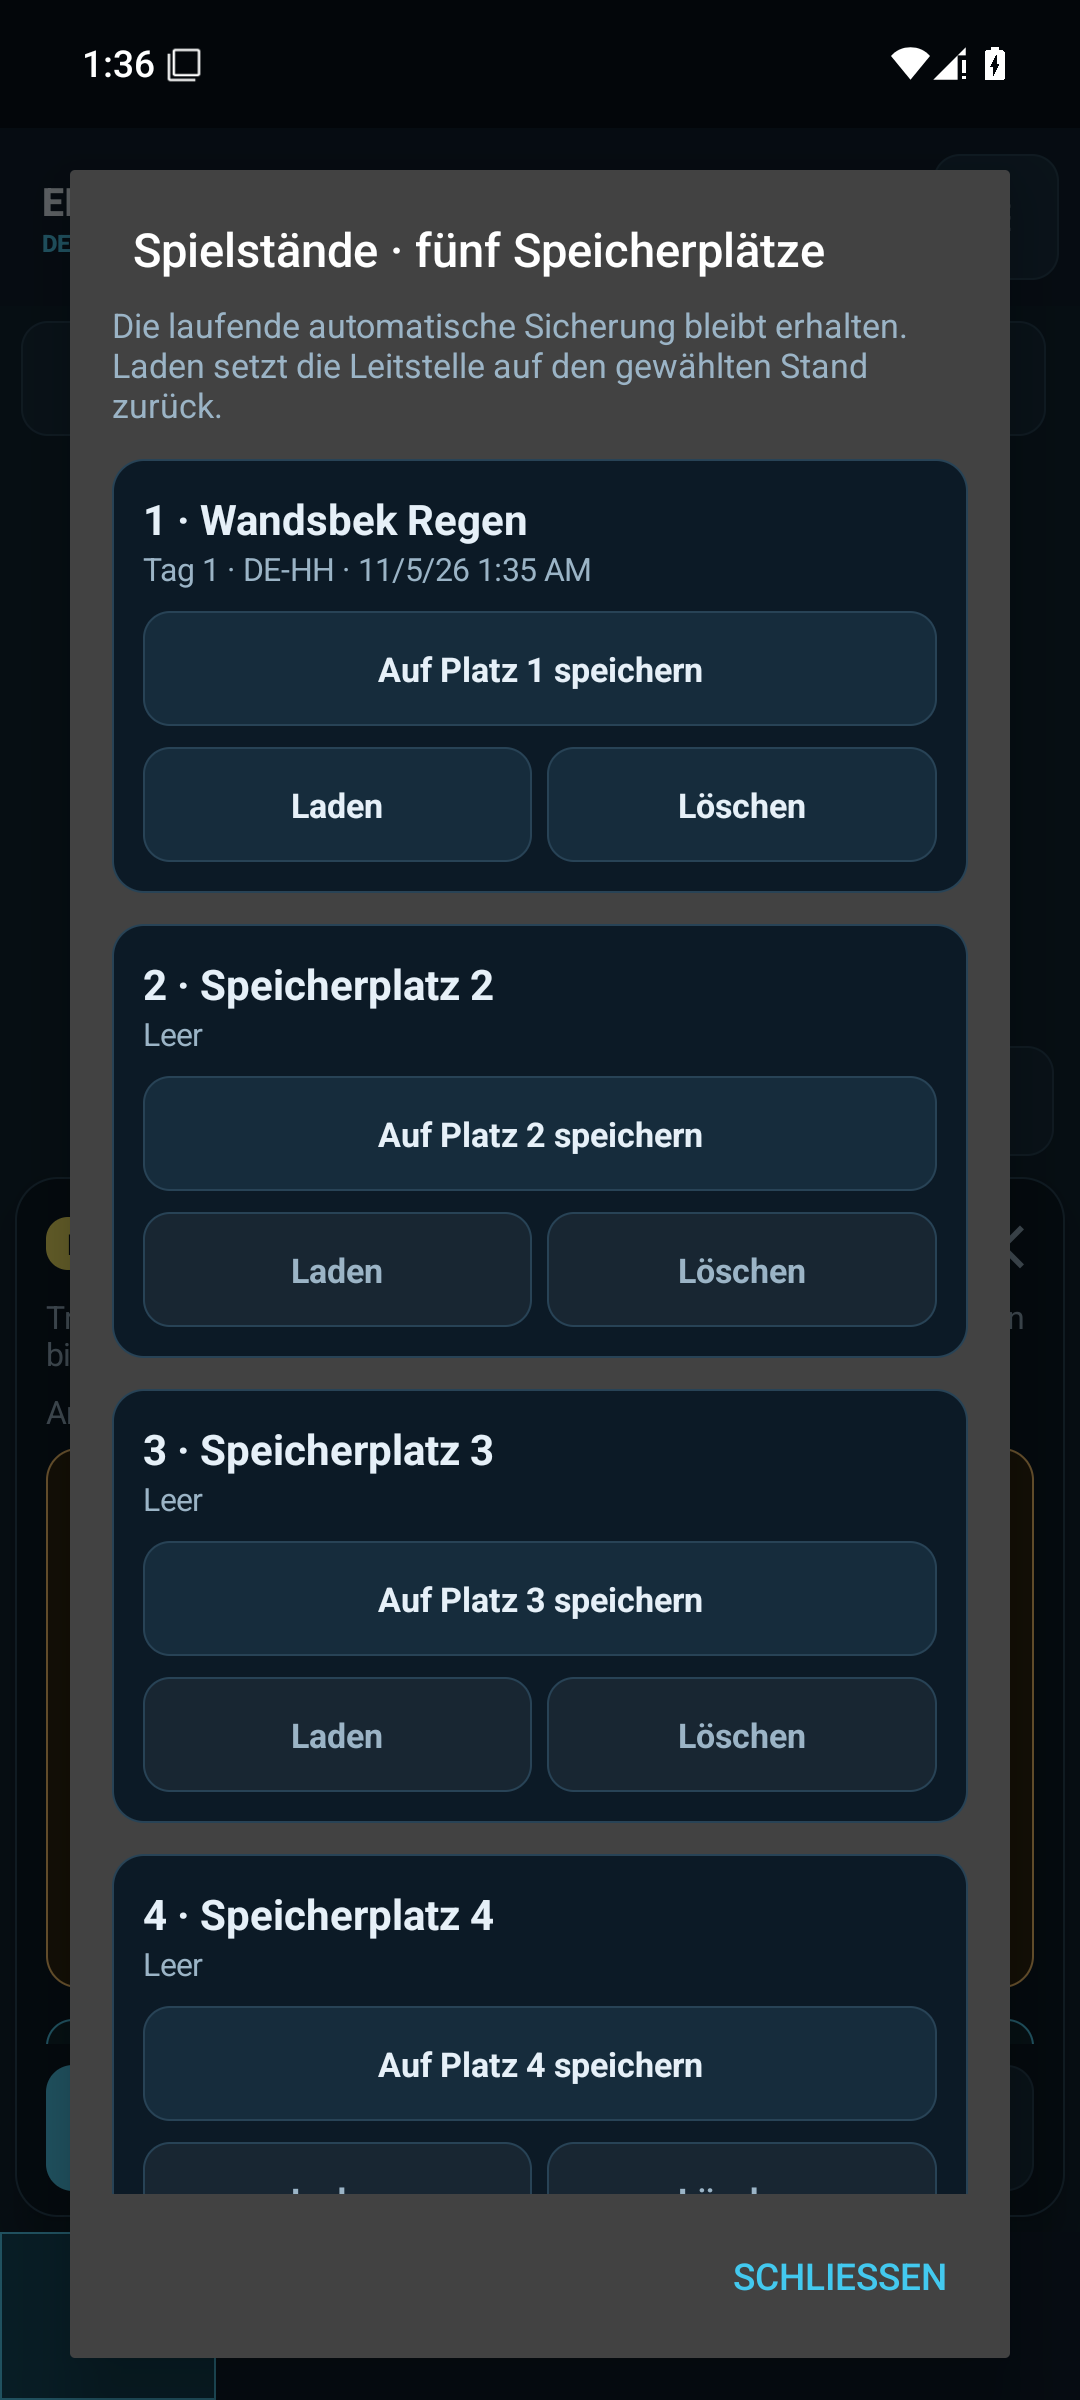 1:36
Spielstände · fünf Speicherplätze
Die laufende automatische Sicherung bleibt erhalten.
Laden setzt die Leitstelle auf den gewählten Stand
zurück.
1 · Wandsbek Regen
Tag 1 · DE-HH · 11/5/26 1:35 AM
Auf Platz 1 speichern
Laden
Löschen
2 · Speicherplatz 2
Leer
Auf Platz 2 speichern
Laden
Löschen
3 · Speicherplatz 3
Leer
Auf Platz 3 speichern
Laden
Löschen
4 · Speicherplatz 4
Leer
Auf Platz 4 speichern
SCHLIESSEN